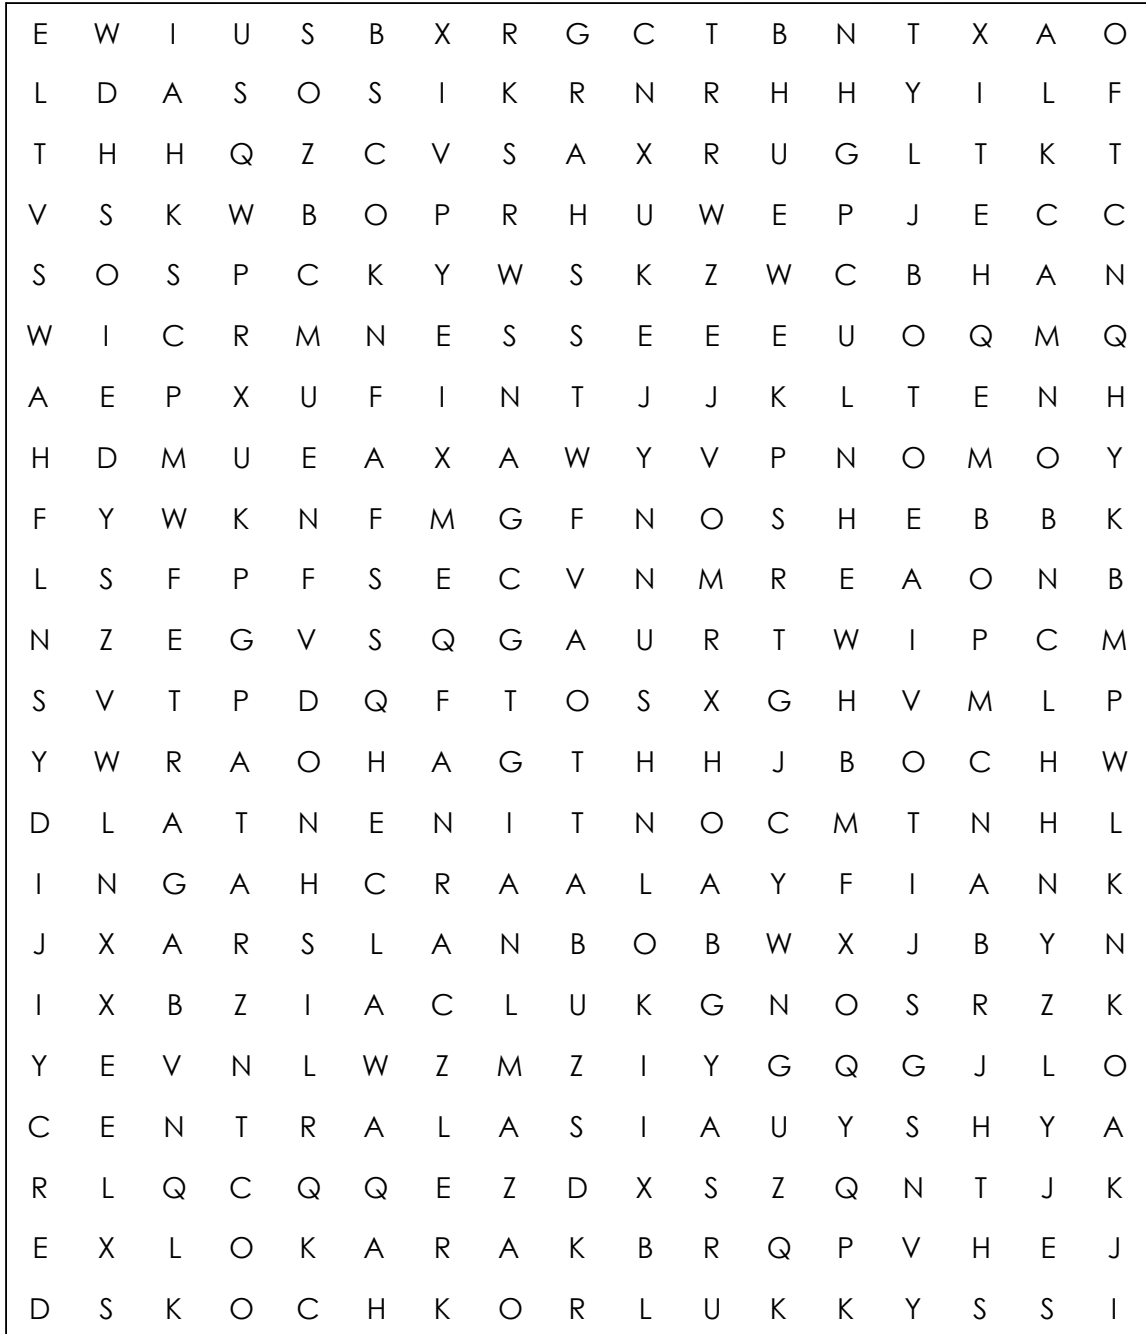 E W I U S B X R G C T B N T X A O
L D A S O S I K R N R H H Y I L F
T H H Q Z C V S A X R U G L T K T
V S K W B O P R H U W E P J E C C
S O S P C K Y W S K Z W C B H A N
W I C R M N E S S E E E U O Q M Q
A E P X U F I N T J J K L T E N H
H D M U E A X A W Y V P N O M O Y
F Y W K N F M G F N O S H E B B K
L S F P F S E C V N M R E A O N B
N Z E G V S Q G A U R T W I P C M
S V T P D Q F T O S X G H V M L P
Y W R A O H A G T H H J B O C H W
D L A T N E N I T N O C M T N H L
I N G A H C R A A L A Y F I A N K
J X A R S L A N B O B W X J B Y N
I X B Z I A C L U K G N O S R Z K
Y E V N L W Z M Z I Y G Q G J L O
C E N T R A L A S I A U Y S H Y A
R L Q C Q Q E Z D X S Z Q N T J K
E X L O K A R A K B R Q P V H E J
D S K O C H K O R L U K K Y S S I